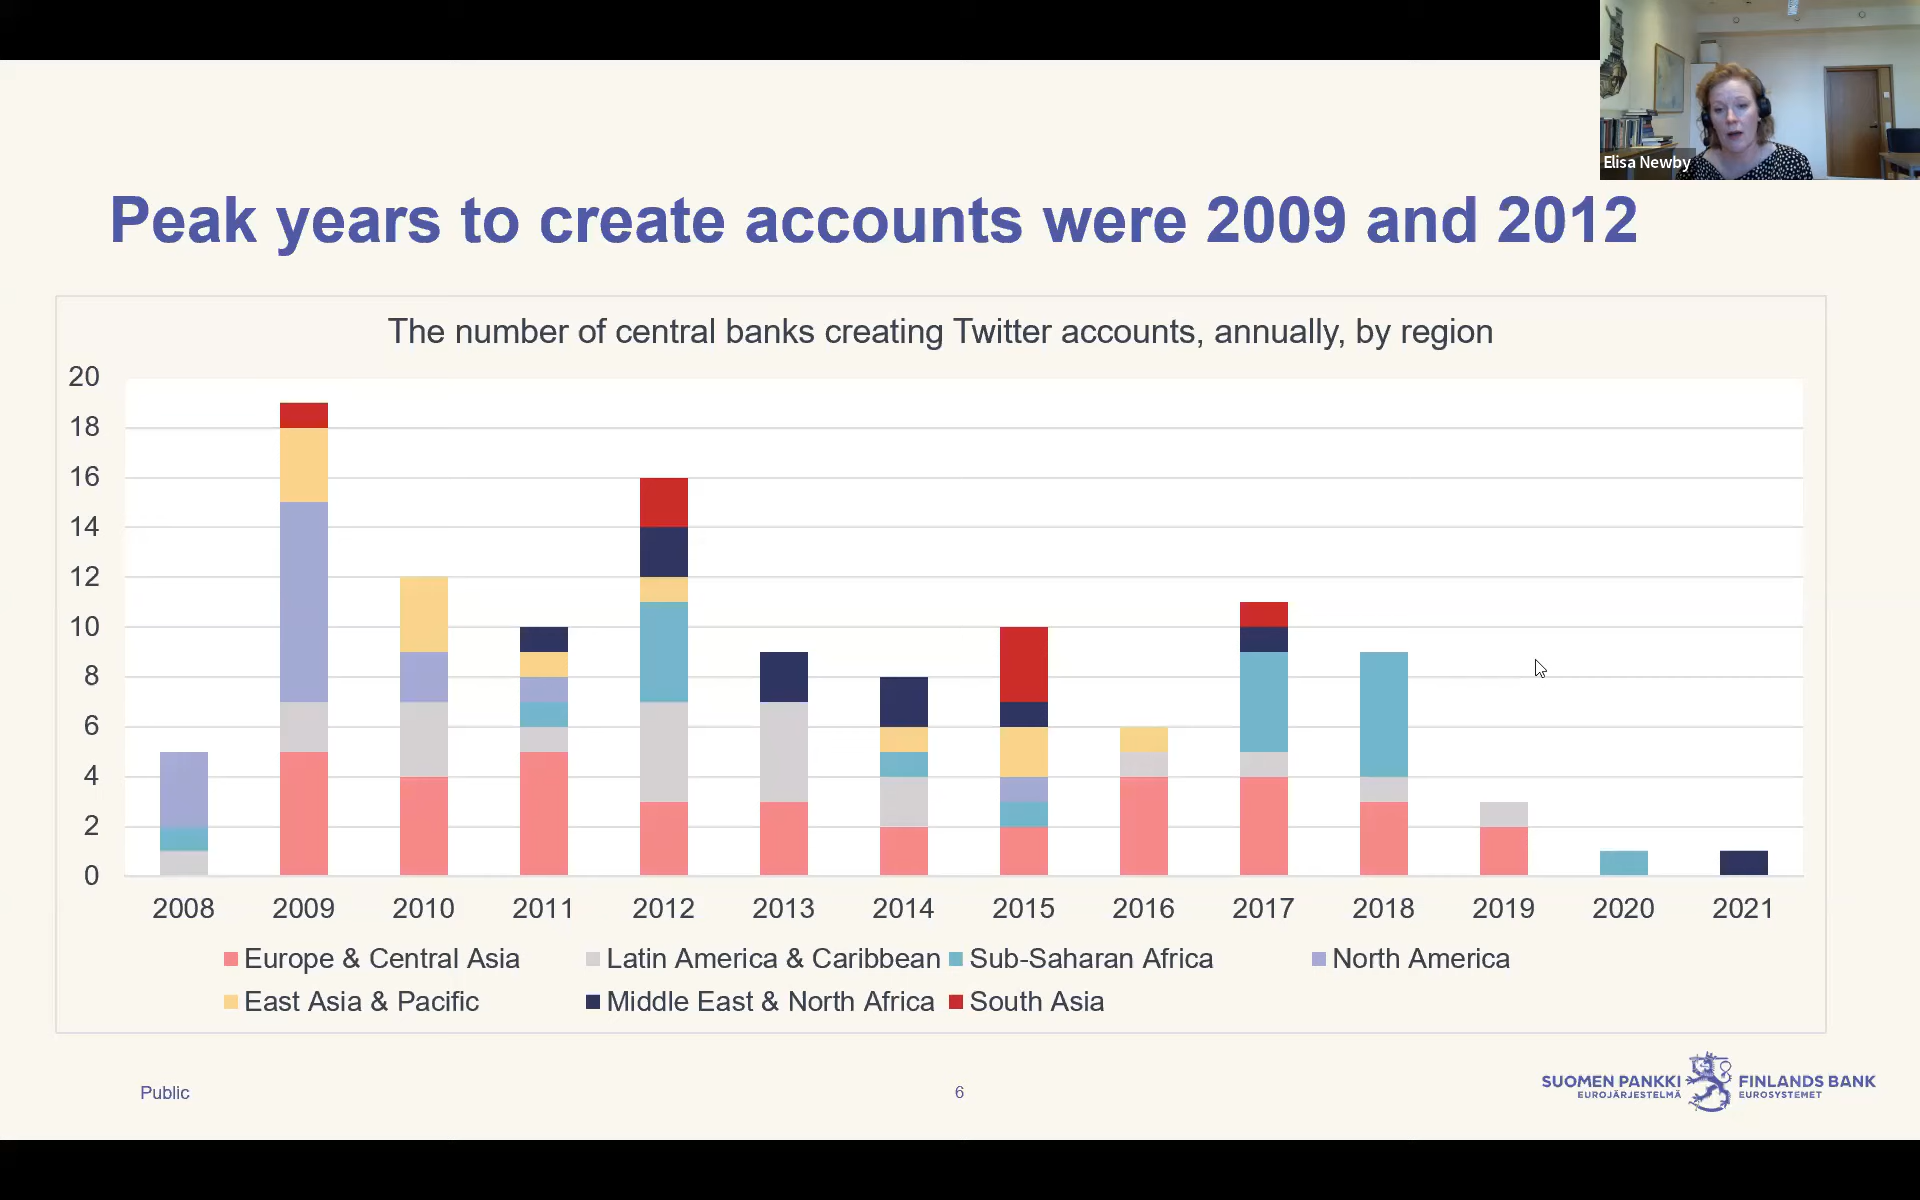 Elisa Newby
Peak years to create accounts were 2009 and 2012
The number of central banks creating Twitter accounts, annually, by region
20
18
16
14
12
10
8
6
4
2
0
2008 2009 2010 2011 2012 2013 2014 2015 2016 2017 2018 2019 2020 2021
Europe & Central Asia Latin America & Caribbean Sub-Saharan Africa North America
East Asia & Pacific Middle East & North Africa South Asia
Public
6
SUOMEN PANKKI
EUROJÄRJESTELMÄ
FINLANDS BANK
EUROSYSTEMET